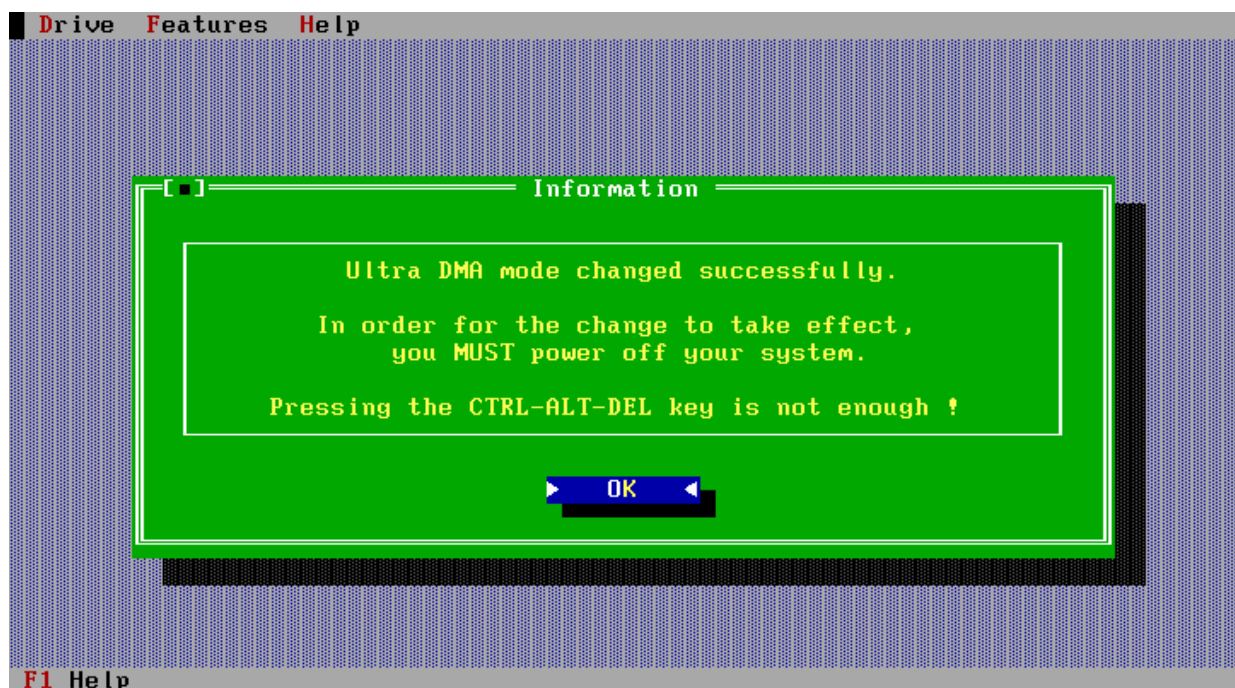 Drive Features Help
[■] Information
Ultra DMA mode changed successfully.
In order for the change to take effect,
you MUST power off your system.
Pressing the CTRL-ALT-DEL key is not enough !
OK
F1 Help